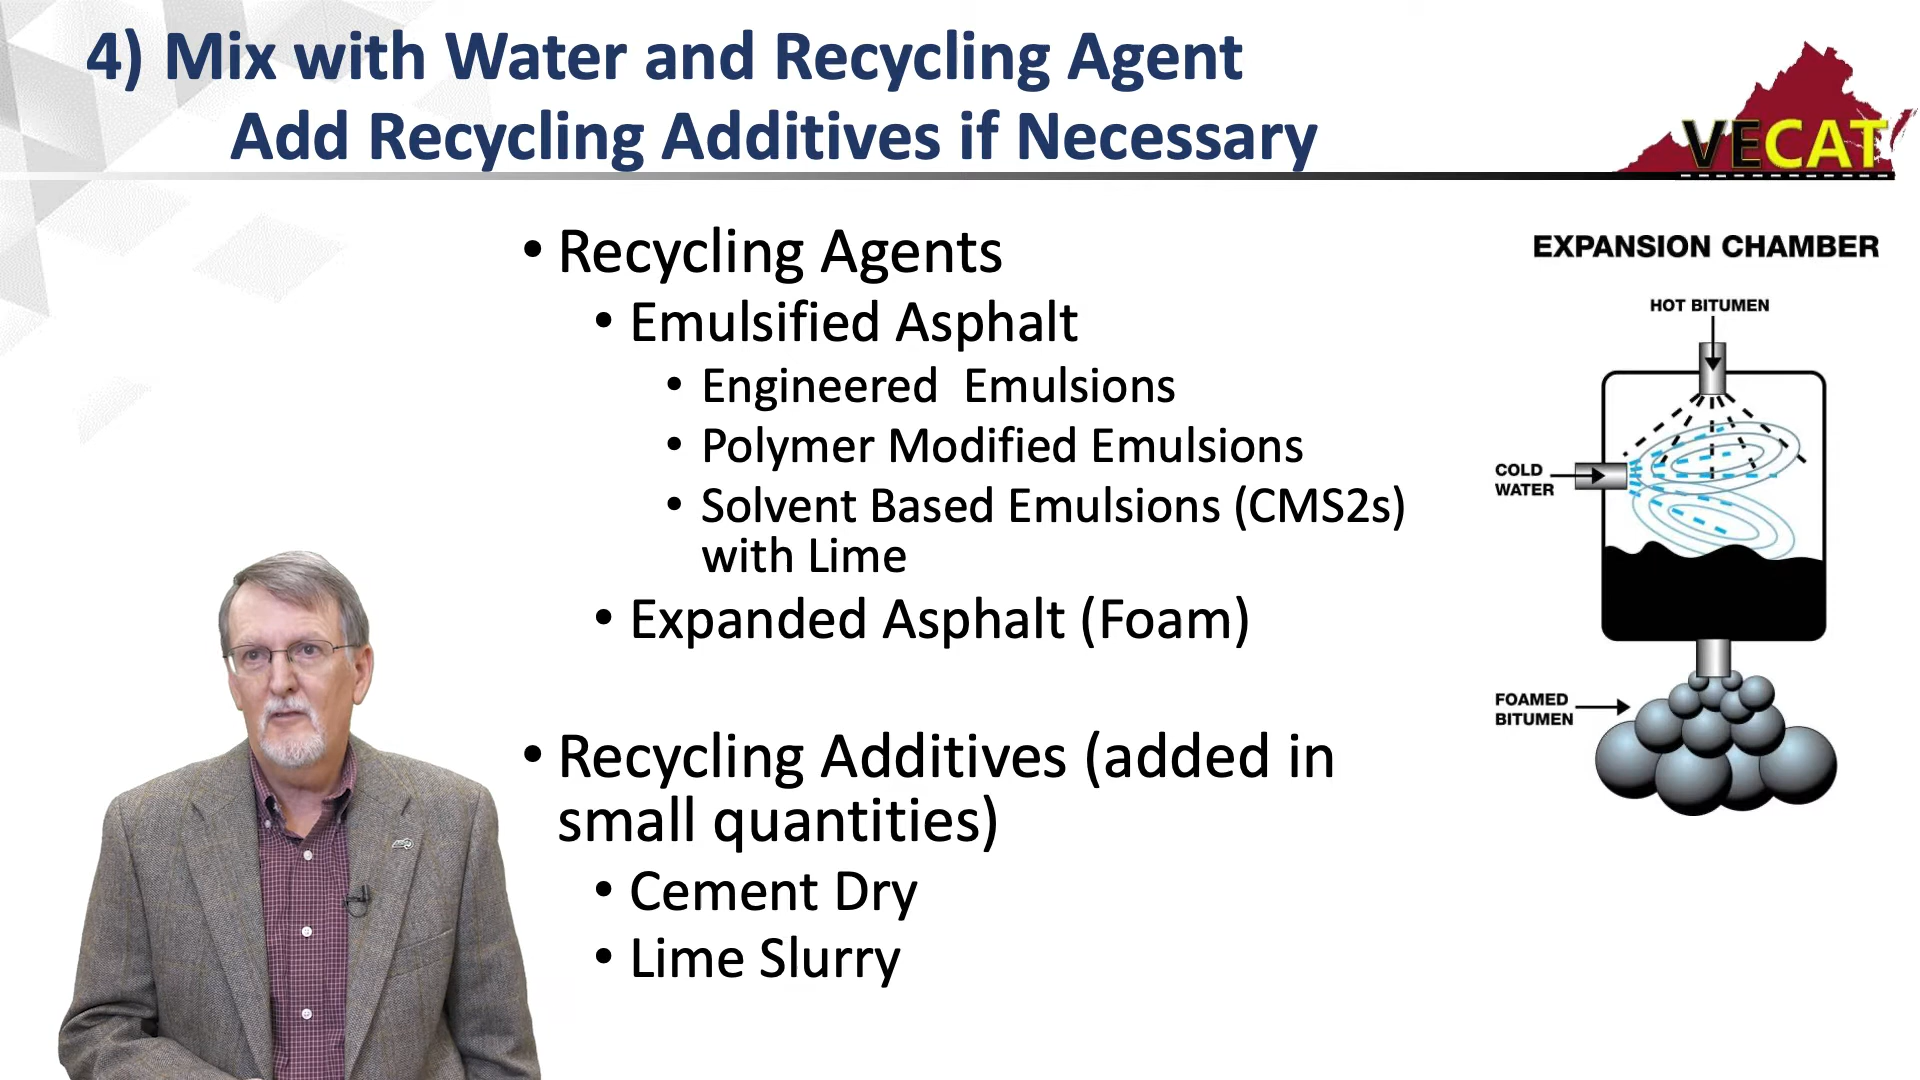 4) Mix with Water and Recycling Agent
Add Recycling Additives if Necessary
VECAT
• Recycling Agents
• Emulsified Asphalt
• Engineered  Emulsions
• Polymer Modified Emulsions
• Solvent Based Emulsions (CMS2s)
with Lime
• Expanded Asphalt (Foam)
• Recycling Additives (added in
small quantities)
• Cement Dry
• Lime Slurry
EXPANSION CHAMBER
HOT BITUMEN
COLD
WATER
FOAMED
BITUMEN